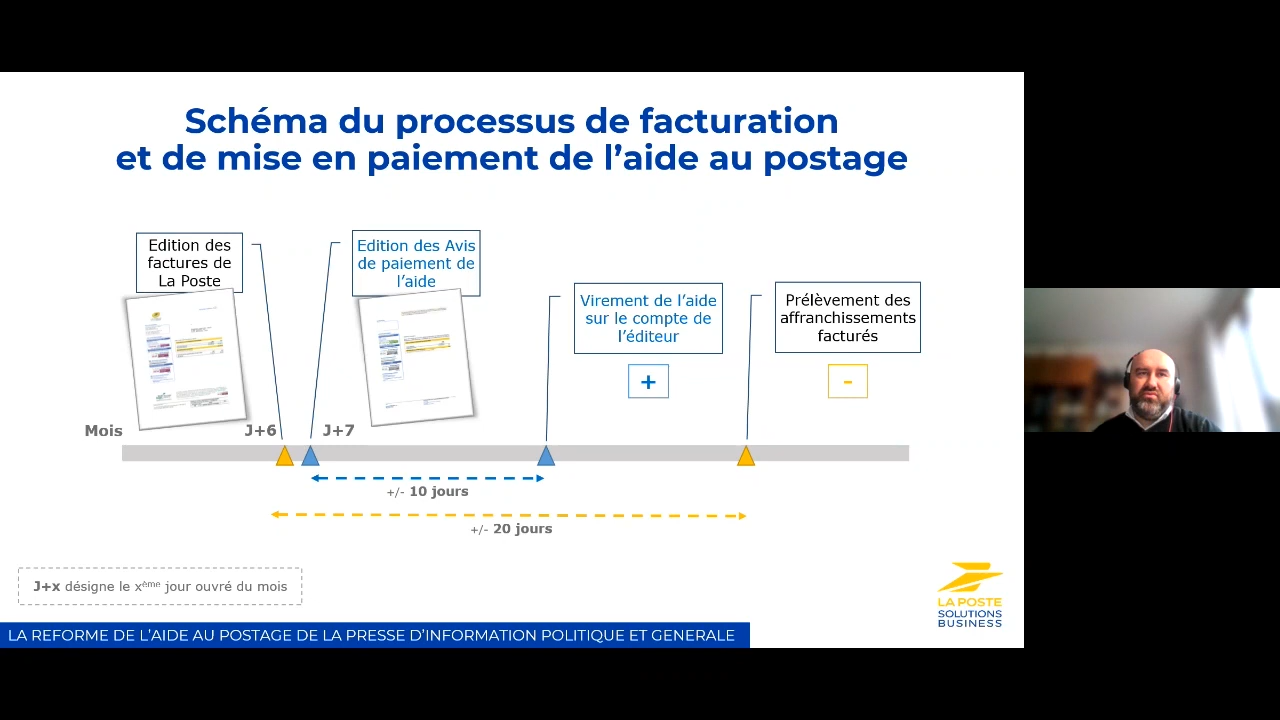 Schéma du processus de facturation
et de mise en paiement de l’aide au postage
Edition des
factures de
La Poste
Edition des Avis
de paiement de
l’aide
Virement de l’aide
sur le compte de
l’éditeur
+
Prélèvement des
affranchissements
facturés
-
Mois
J+6
J+7
+/- 10 jours
+/- 20 jours
J+x désigne le xème jour ouvré du mois
LA POSTE
SOLUTIONS
BUSINESS
LA REFORME DE L’AIDE AU POSTAGE DE LA PRESSE D’INFORMATION POLITIQUE ET GENERALE